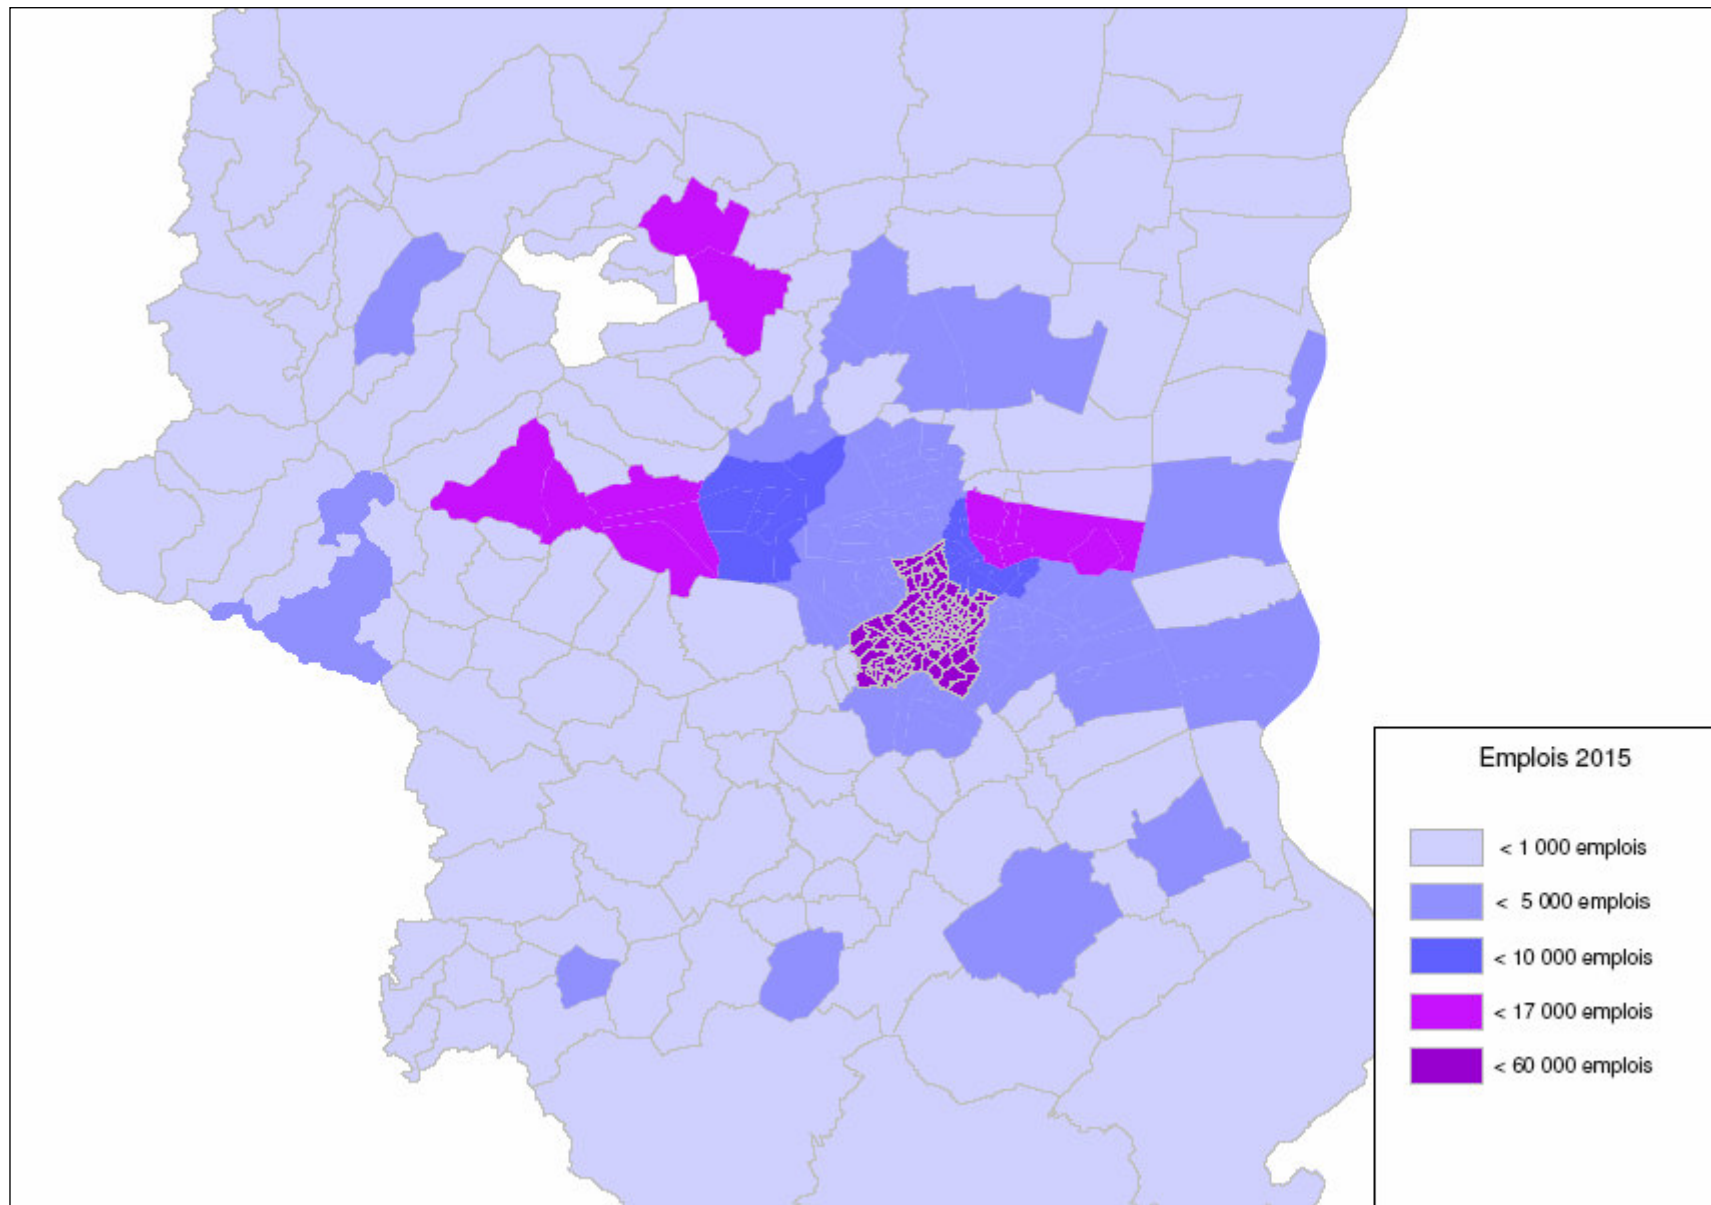 Emplois 2015
< 1 000 emplois
< 5 000 emplois
< 10 000 emplois
< 17 000 emplois
< 60 000 emplois